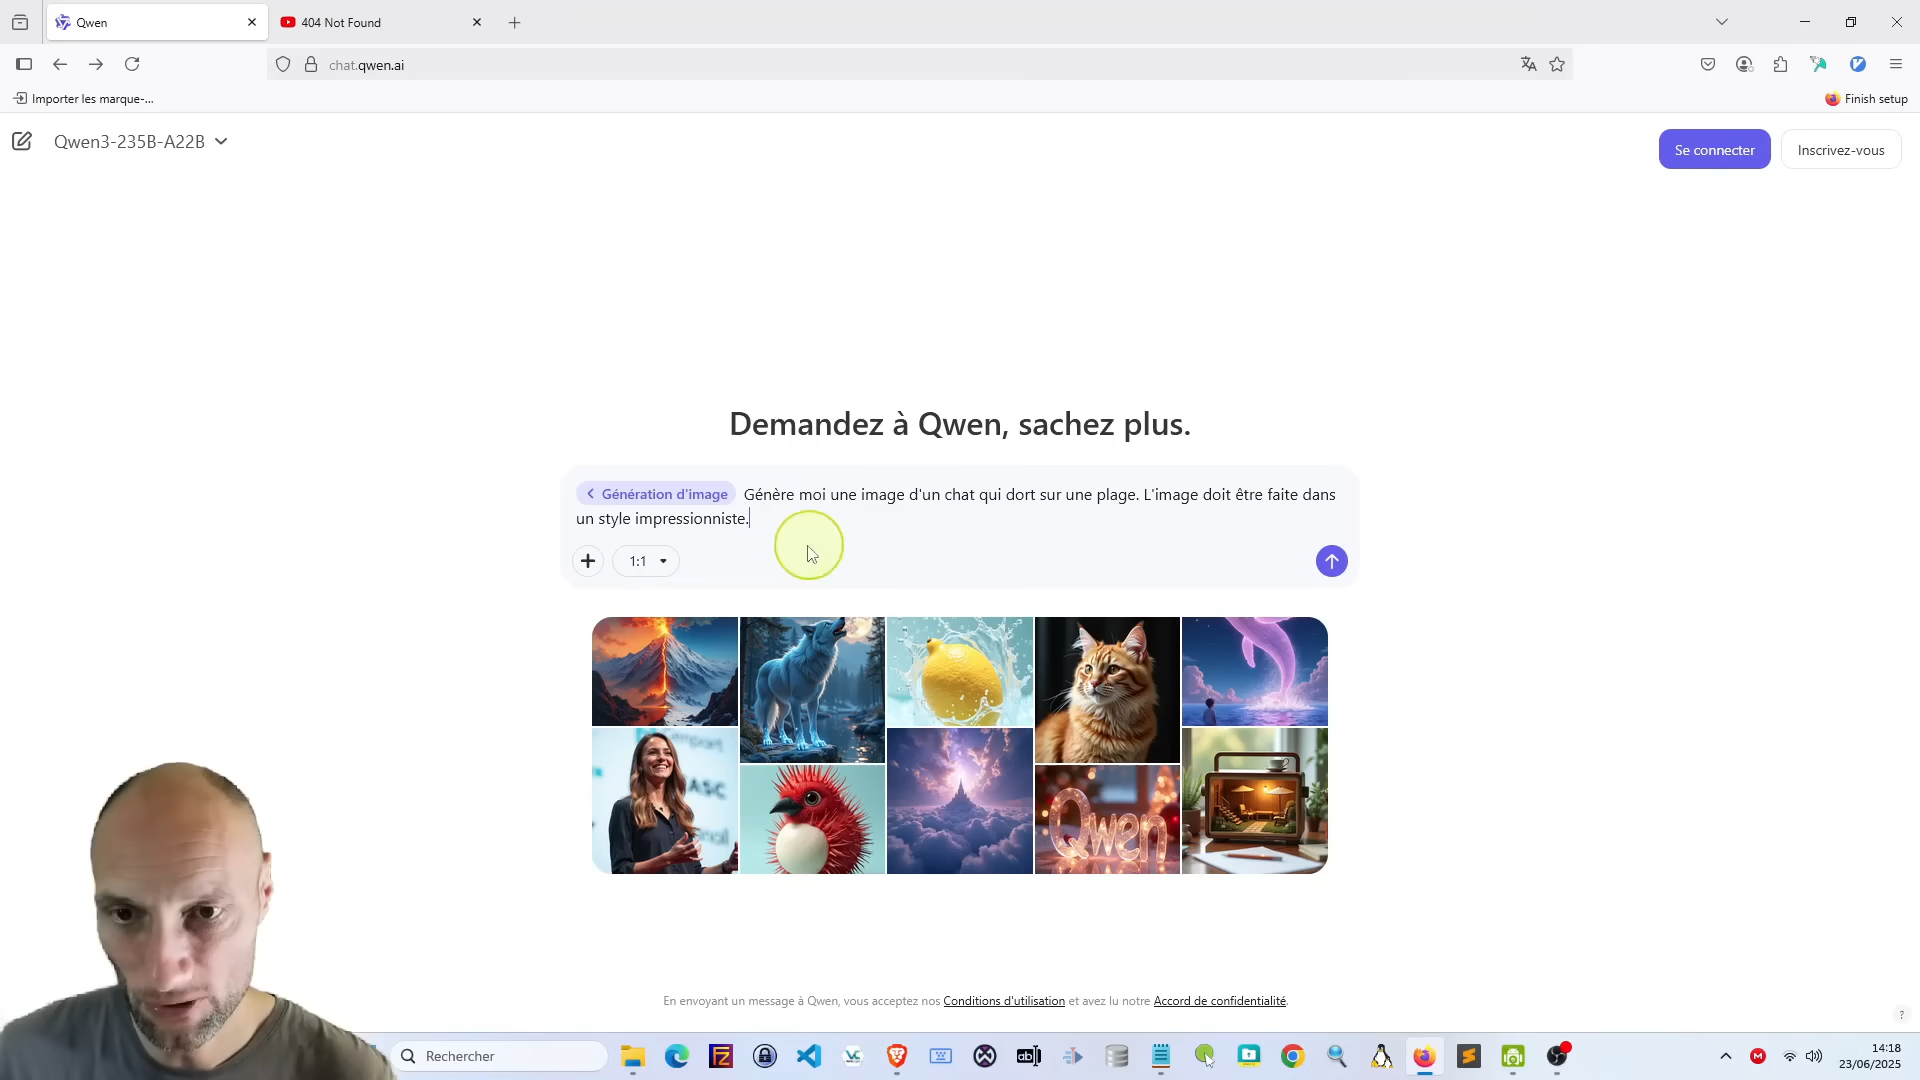 Qwen
404 Not Found
chat.qwen.ai
Importer les marque-...
Finish setup
Qwen3-235B-A22B
Se connecter
Inscrivez-vous
Demandez à Qwen, sachez plus.
Génération d'image Génère moi une image d'un chat qui dort sur une plage. L'image doit être faite dans
un style impressionniste.
1:1
Qwen
En envoyant un message à Qwen, vous acceptez nos Conditions d'utilisation et avez lu notre Accord de confidentialité.
?
Rechercher
14:18
23/06/2025